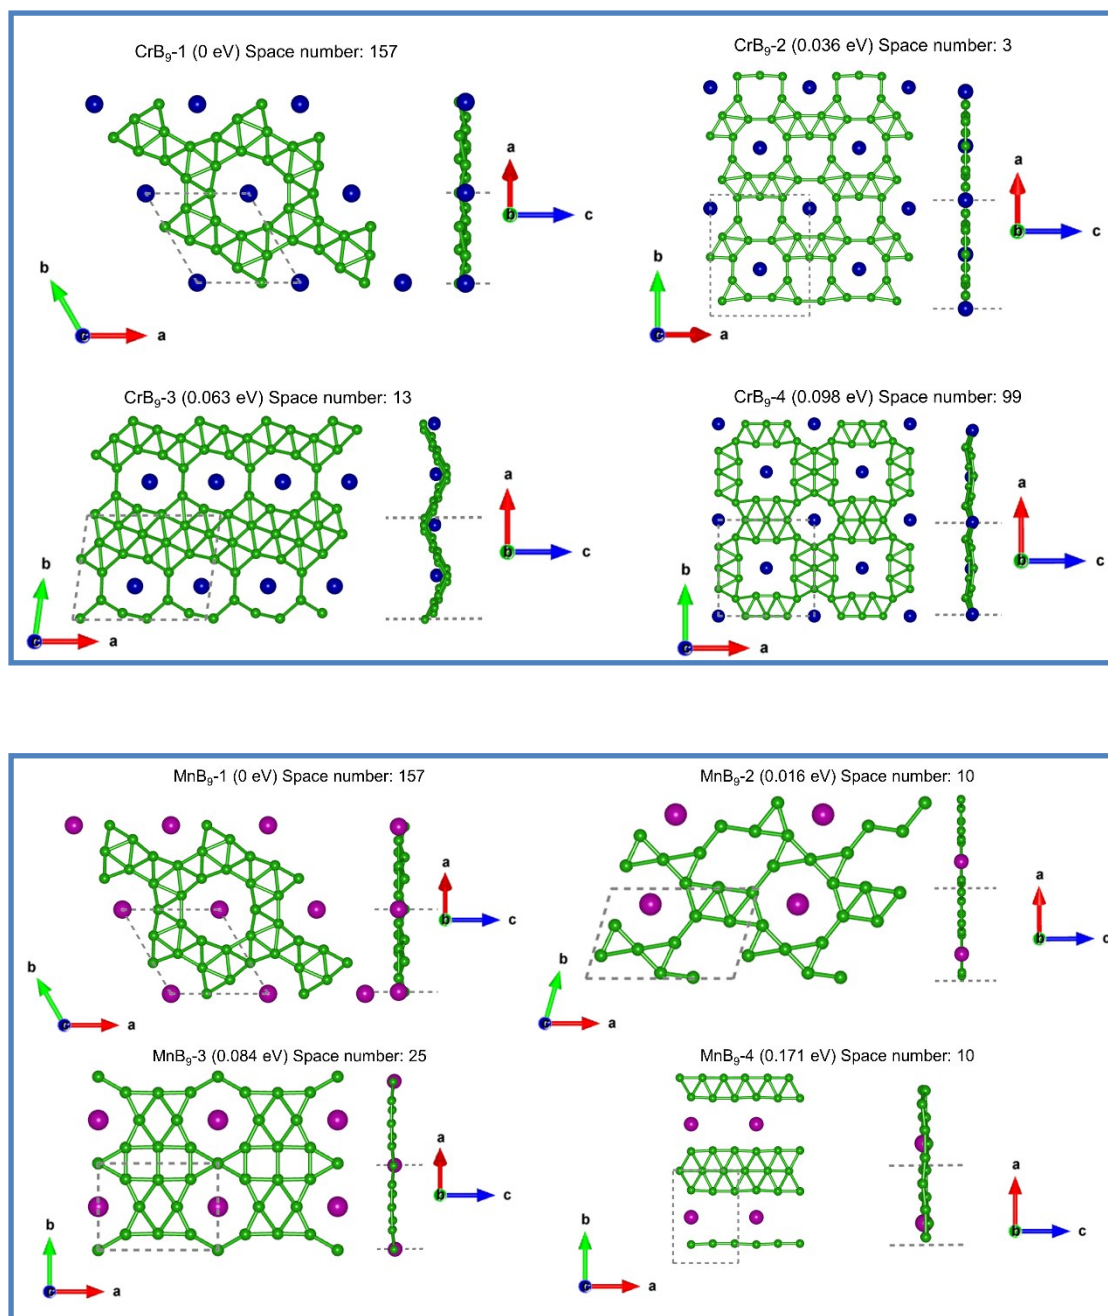 CrB₉-1 (0 eV) Space number: 157
CrB₉-2 (0.036 eV) Space number: 3
a
b
c
b
a
c
a
b
c
b
a
c
CrB₉-3 (0.063 eV) Space number: 13
CrB₉-4 (0.098 eV) Space number: 99
a
b
c
b
a
c
a
b
c
b
a
c
MnB₉-1 (0 eV) Space number: 157
MnB₉-2 (0.016 eV) Space number: 10
a
b
c
b
a
c
a
b
c
b
a
c
MnB₉-3 (0.084 eV) Space number: 25
MnB₉-4 (0.171 eV) Space number: 10
a
b
c
b
a
c
a
b
c
b
a
c